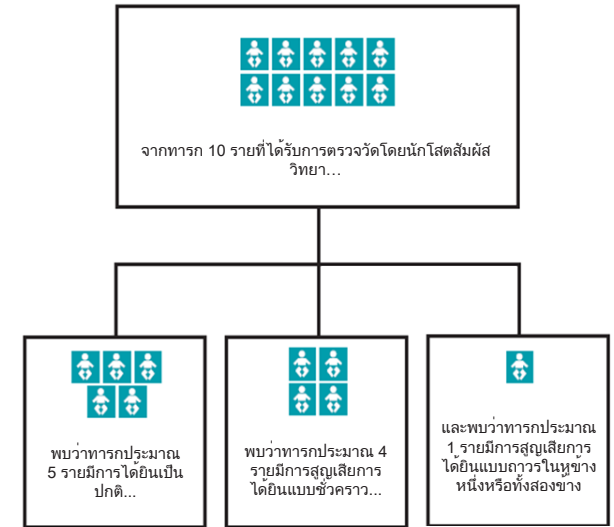 จากทารก 10 รายที่ได้รับการตรวจวัดโดยนักโสตสัมผัส
วิทยา...
พบว่าทารกประมาณ
5 รายมีการได้ยินเป็น
ปกติ...
พบว่าทารกประมาณ 4
รายมีการสูญเสียการ
ได้ยินแบบชั่วคราว...
และพบว่าทารกประมาณ
1 รายมีการสูญเสียการ
ได้ยินแบบถาวรในหูข้าง
หนึ่งหรือทั้งสองข้าง